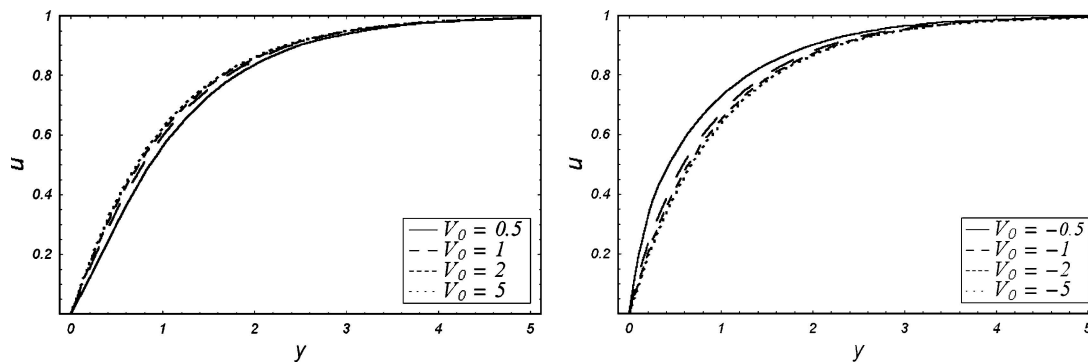 1
0.8
0.6
0.4
0.2
u
0 1 2 3 4 5
y
V0 = 0.5
V0 = 1
V0 = 2
V0 = 5
1
0.8
0.6
0.4
0.2
u
0 1 2 3 4 5
y
V0 = -0.5
V0 = -1
V0 = -2
V0 = -5